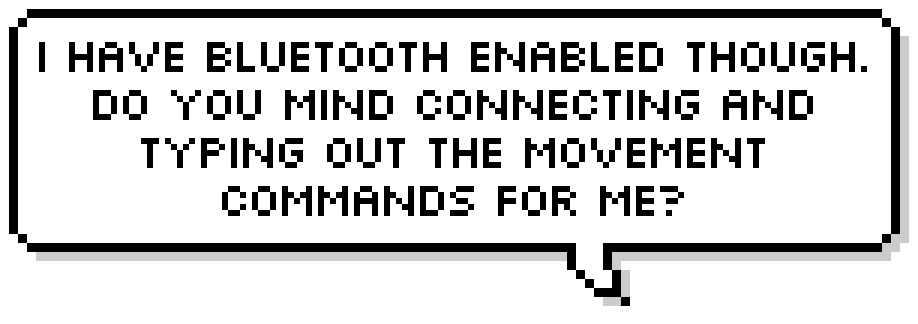 I HAVE BLUETOOTH ENABLED THOUGH.
DO YOU MIND CONNECTING AND
TYPING OUT THE MOVEMENT
COMMANDS FOR ME?